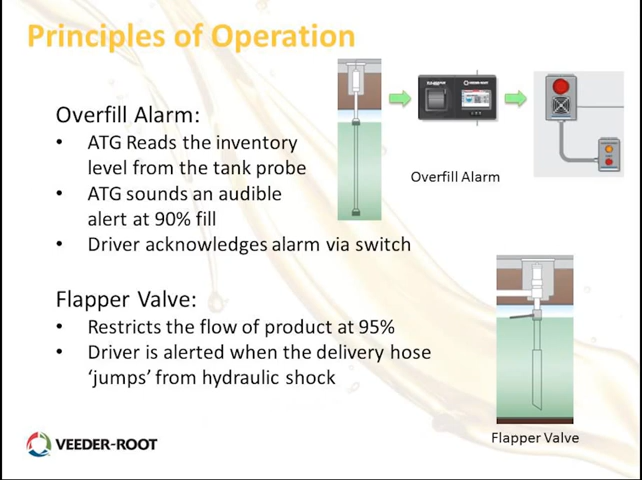 Principles of Operation
Overfill Alarm:
• ATG Reads the inventory
level from the tank probe
• ATG sounds an audible
alert at 90% fill
• Driver acknowledges alarm via switch
Overfill Alarm
Flapper Valve:
• Restricts the flow of product at 95%
• Driver is alerted when the delivery hose
‘jumps’ from hydraulic shock
Flapper Valve
VEEDER-ROOT
VEEDER-ROOT